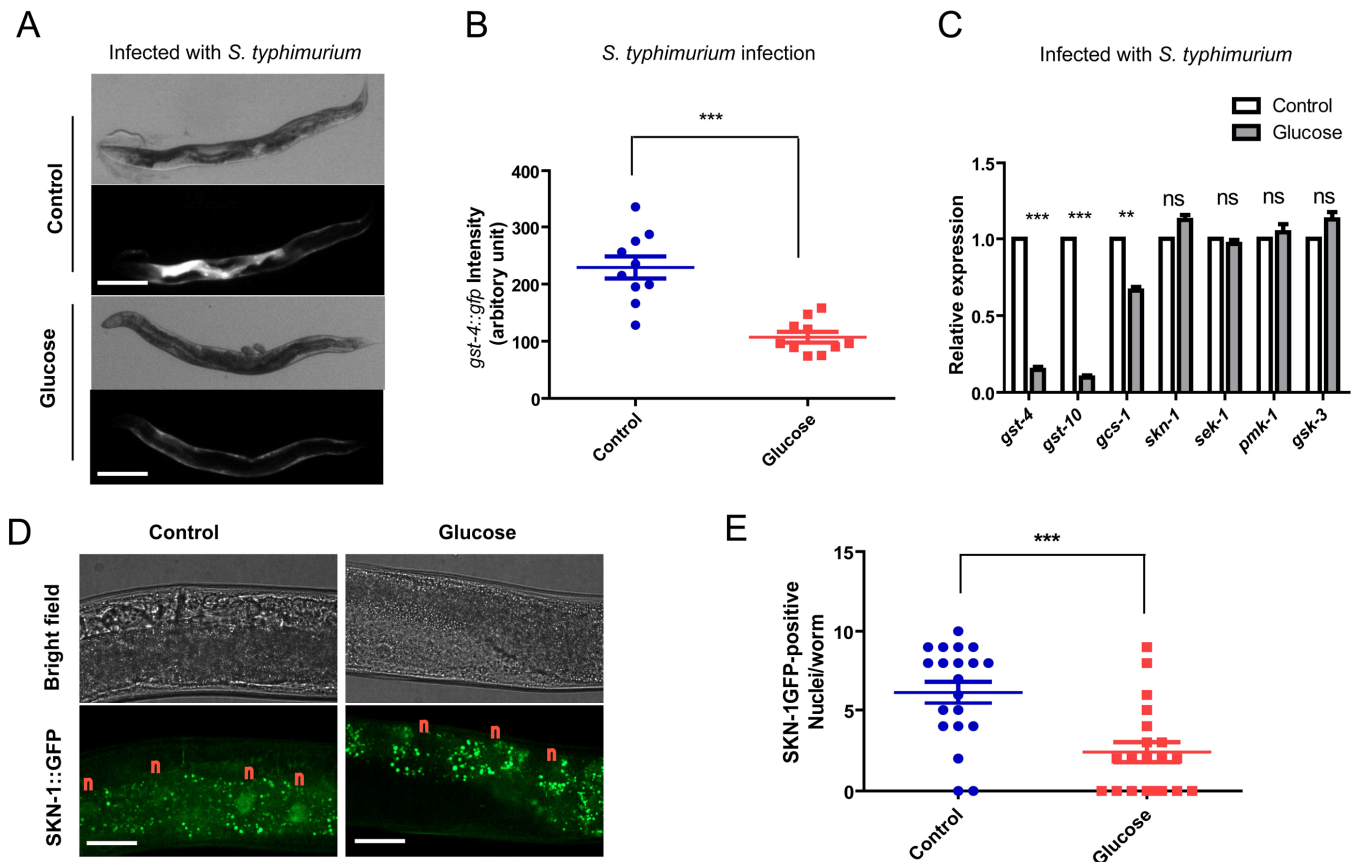 A
Infected with S. typhimurium
Control
Glucose
B
S. typhimurium infection
***
gst-4::gfp Intensity
(arbitory unit)
400
300
200
100
0
Control
Glucose
C
Infected with S. typhimurium
Control
Glucose
Relative expression
1.5
1.0
0.5
0.0
*** *** ** ns ns ns ns
gst-4 gst-10 gcs-1 skn-1 sek-1 pmk-1 gsk-3
D
Control Glucose
Bright field
SKN-1::GFP
n n n n
n n n
E
***
SKN-1GFP-positive
Nuclei/worm
15
10
5
0
Control
Glucose